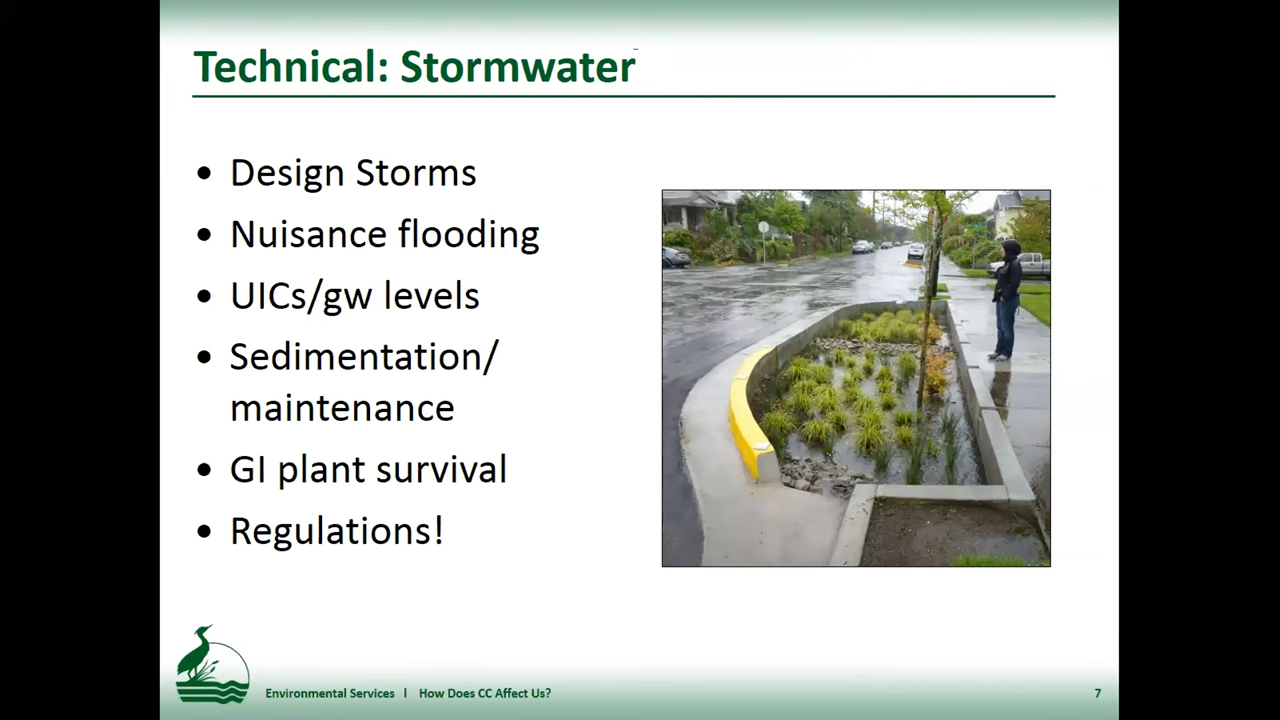 Technical: Stormwater
• Design Storms
• Nuisance flooding
• UICs/gw levels
• Sedimentation/
maintenance
• GI plant survival
• Regulations!
Environmental Services | How Does CC Affect Us?
7